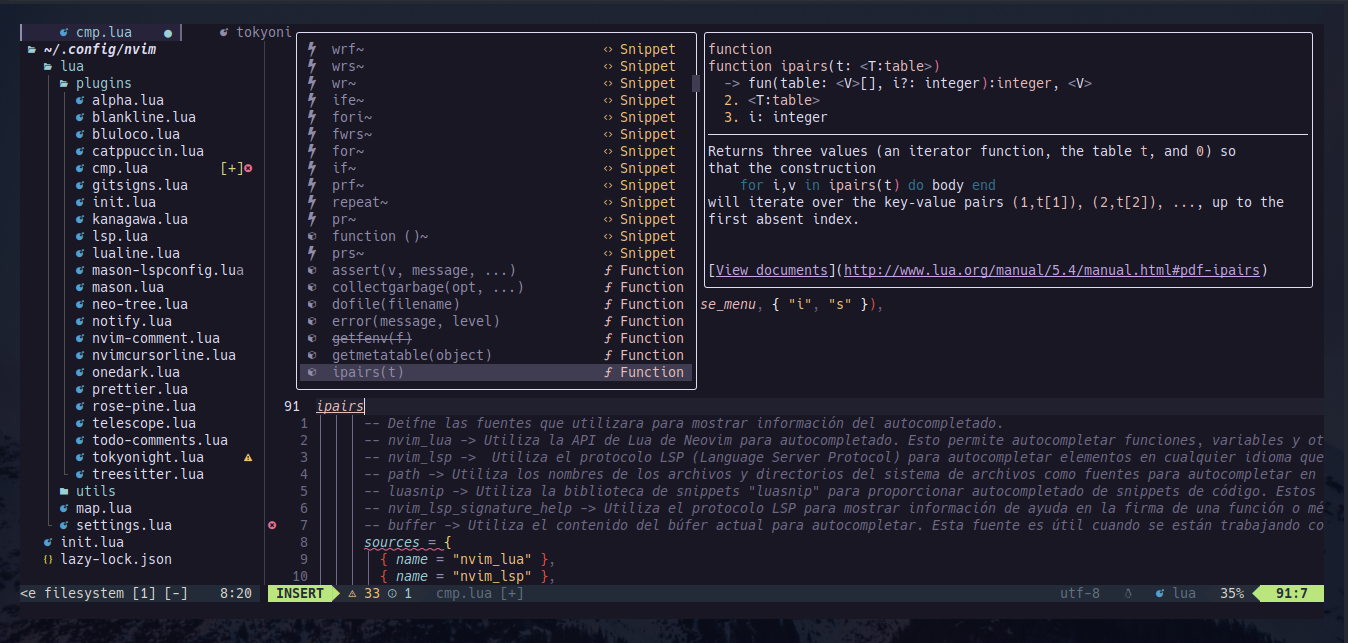 cmp.lua ● tokyoni
~/.config/nvim
lua
plugins
alpha.lua
blankline.lua
bluloco.lua
catppuccin.lua
cmp.lua [+]
gitsigns.lua
init.lua
kanagawa.lua
lsp.lua
lualine.lua
mason-lspconfig.lua
mason.lua
neo-tree.lua
notify.lua
nvim-comment.lua
nvimcursorline.lua
onedark.lua
prettier.lua
rose-pine.lua
telescope.lua
todo-comments.lua
tokyonight.lua
treesitter.lua
utils
map.lua
settings.lua
init.lua
{} lazy-lock.json
<e filesystem [1] [-] 8:20
wrf~ <> Snippet
wrs~ <> Snippet
wr~ <> Snippet
ife~ <> Snippet
fori~ <> Snippet
fwrs~ <> Snippet
for~ <> Snippet
if~ <> Snippet
prf~ <> Snippet
repeat~ <> Snippet
pr~ <> Snippet
function ()~ <> Snippet
prs~ <> Snippet
assert(v, message, ...) ƒ Function
collectgarbage(opt, ...) ƒ Function
dofile(filename) ƒ Function
error(message, level) ƒ Function
getfenv(f) ƒ Function
getmetatable(object) ƒ Function
ipairs(t) ƒ Function
function
function ipairs(t: <T:table>)
-> fun(table: <V>[], i?: integer):integer, <V>
2. <T:table>
3. i: integer
Returns three values (an iterator function, the table t, and 0) so
that the construction
for i,v in ipairs(t) do body end
will iterate over the key-value pairs (1,t[1]), (2,t[2]), ..., up to the
first absent index.
[View documents](http://www.lua.org/manual/5.4/manual.html#pdf-ipairs)
se_menu, { "i", "s" }),
91 ipairs
1 -- Deifne las fuentes que utilizara para mostrar información del autocompletado.
2 -- nvim_lua -> Utiliza la API de Lua de Neovim para autocompletado. Esto permite autocompletar funciones, variables y ot
3 -- nvim_lsp -> Utiliza el protocolo LSP (Language Server Protocol) para autocompletar elementos en cualquier idioma que
4 -- path -> Utiliza los nombres de los archivos y directorios del sistema de archivos como fuentes para autocompletar en
5 -- luasnip -> Utiliza la biblioteca de snippets "luasnip" para proporcionar autocompletado de snippets de código. Estos
6 -- nvim_lsp_signature_help -> Utiliza el protocolo LSP para mostrar información de ayuda en la firma de una función o mé
7 -- buffer -> Utiliza el contenido del búfer actual para autocompletar. Esta fuente es útil cuando se están trabajando co
8 sources = {
9 { name = "nvim_lua" },
10 { name = "nvim_lsp" },
INSERT 33 1 cmp.lua [+] utf-8 lua 35% 91:7